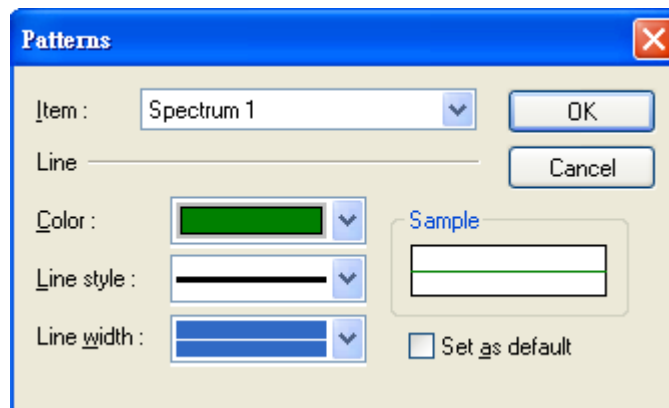 Patterns
Item : Spectrum 1 OK
Line Cancel
Color : Sample
Line style :
Line width : Set as default